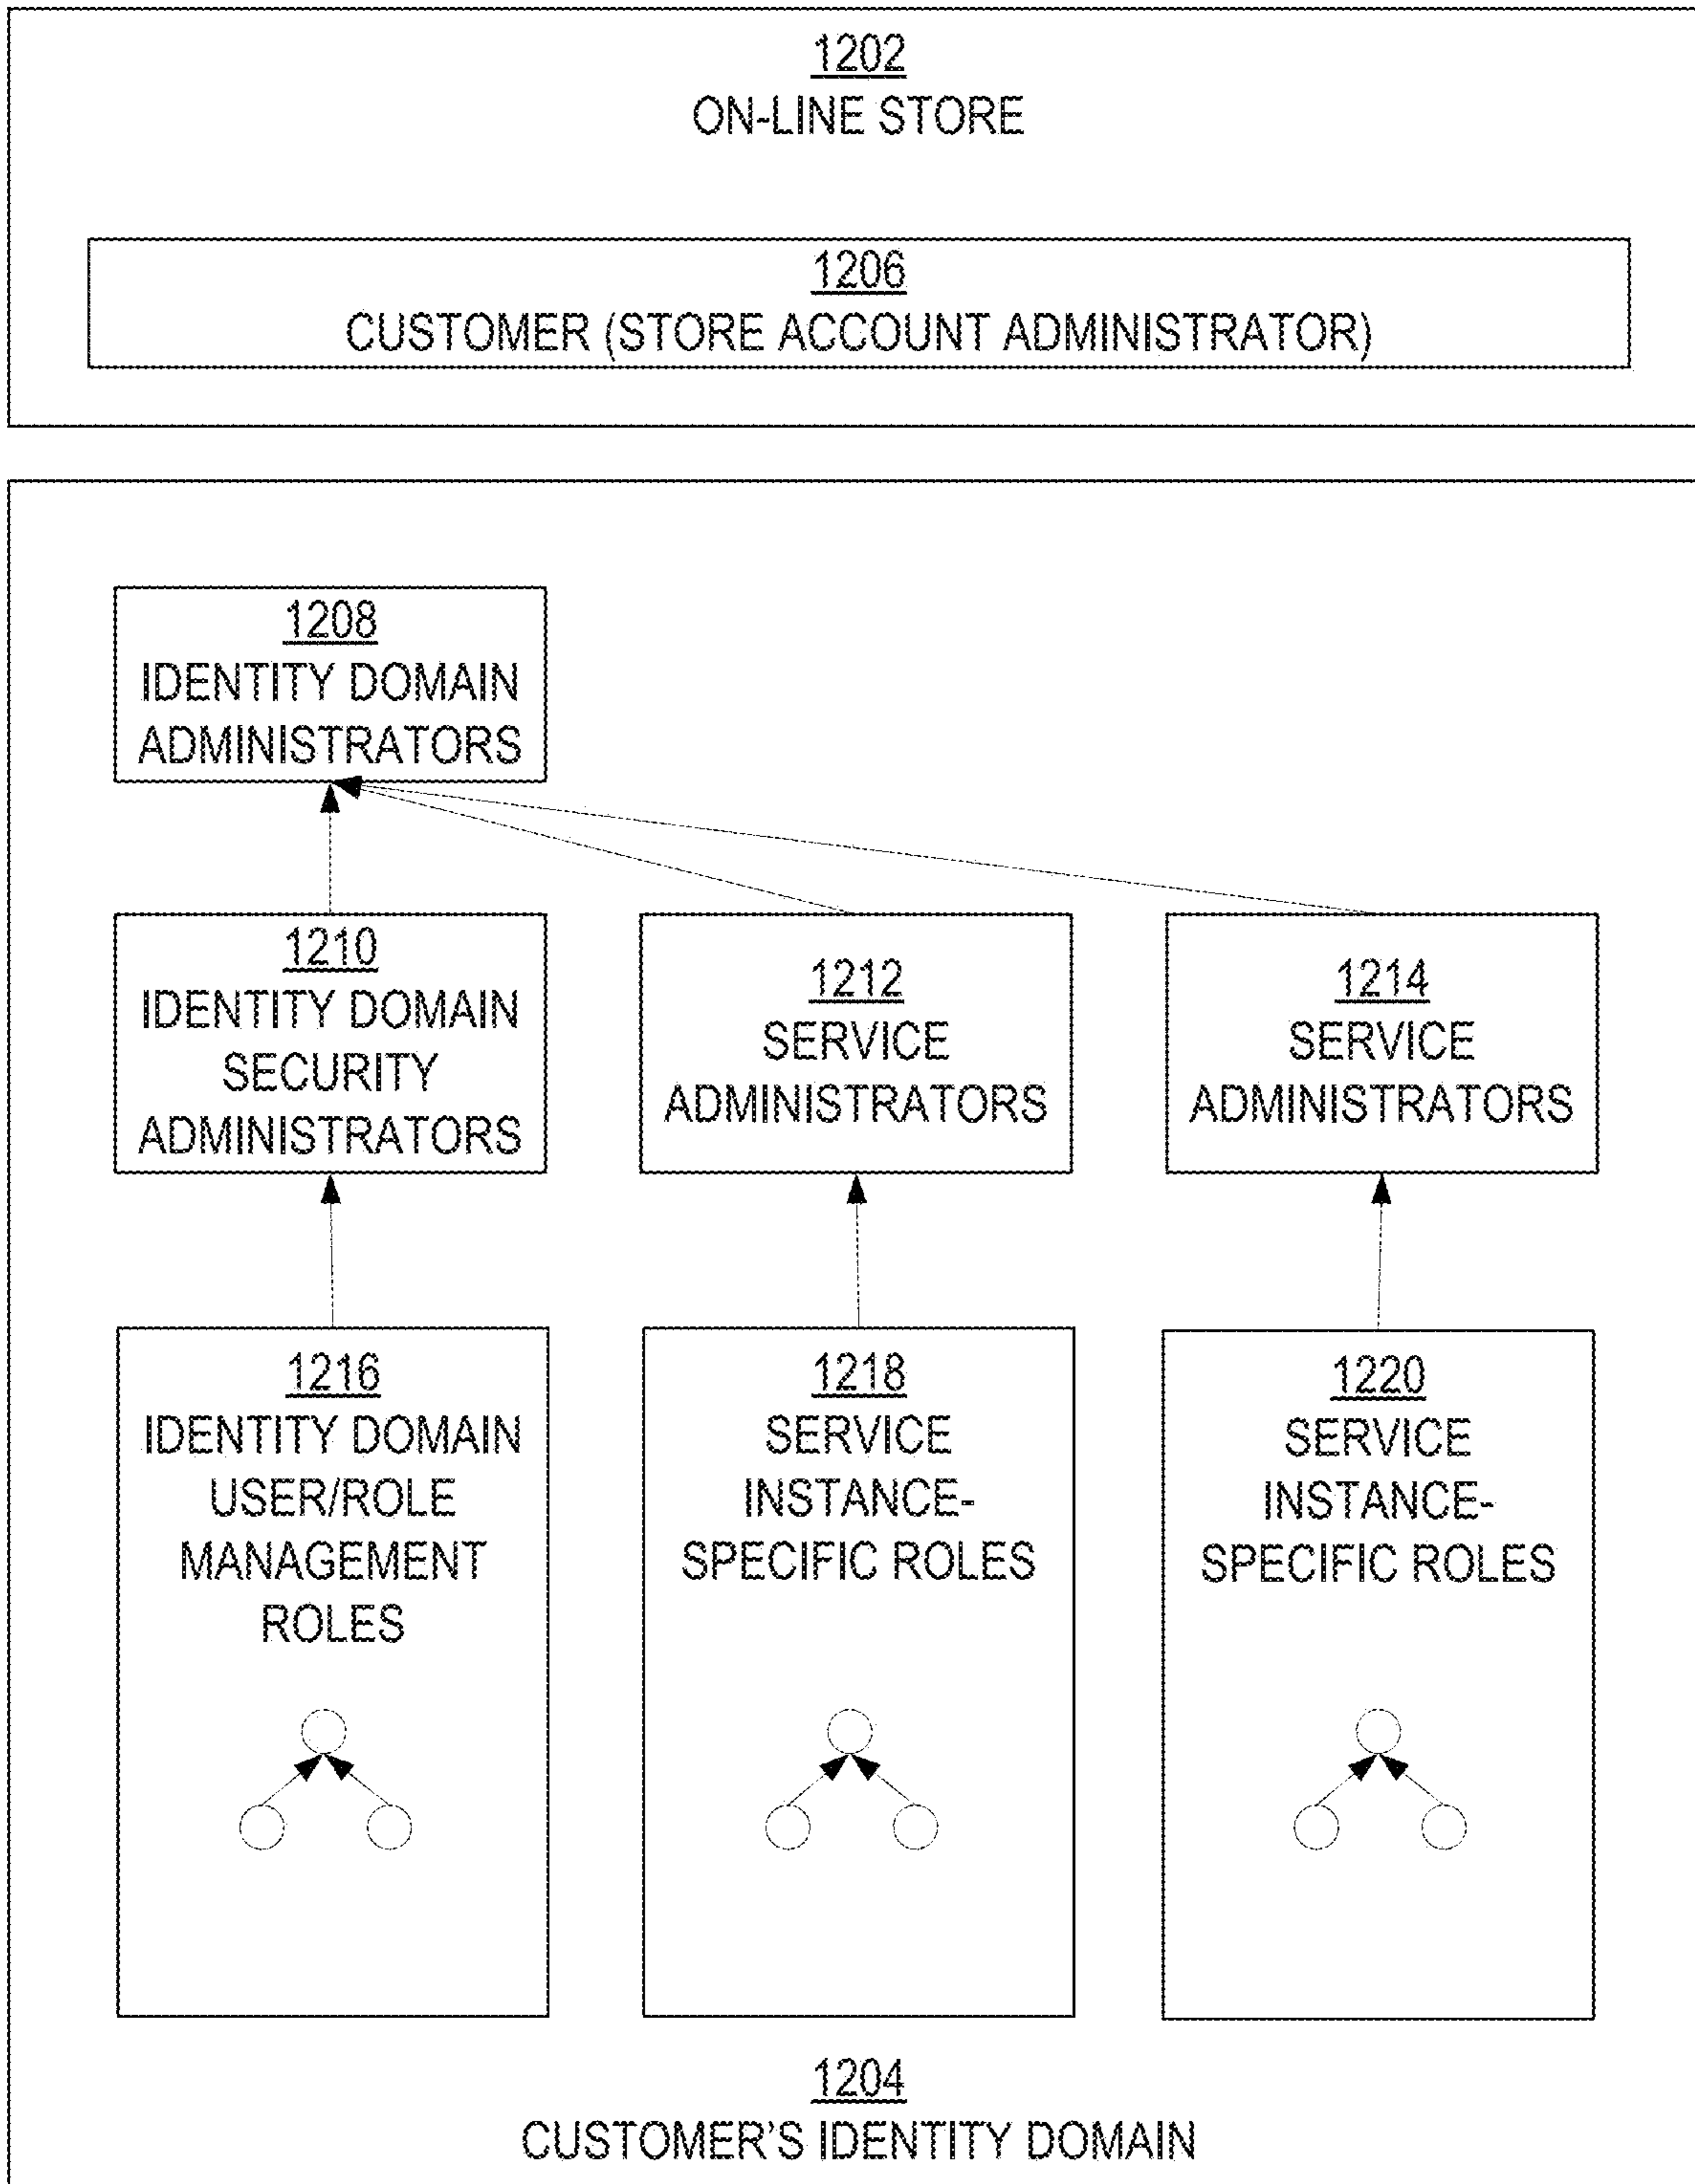 1202
ON-LINE STORE
1206
CUSTOMER (STORE ACCOUNT ADMINISTRATOR)
1208
IDENTITY DOMAIN
ADMINISTRATORS
1210
IDENTITY DOMAIN
SECURITY
ADMINISTRATORS
1212
SERVICE
ADMINISTRATORS
1214
SERVICE
ADMINISTRATORS
1216
IDENTITY DOMAIN
USER/ROLE
MANAGEMENT
ROLES
1218
SERVICE
INSTANCE-
SPECIFIC ROLES
1220
SERVICE
INSTANCE-
SPECIFIC ROLES
1204
CUSTOMER'S IDENTITY DOMAIN